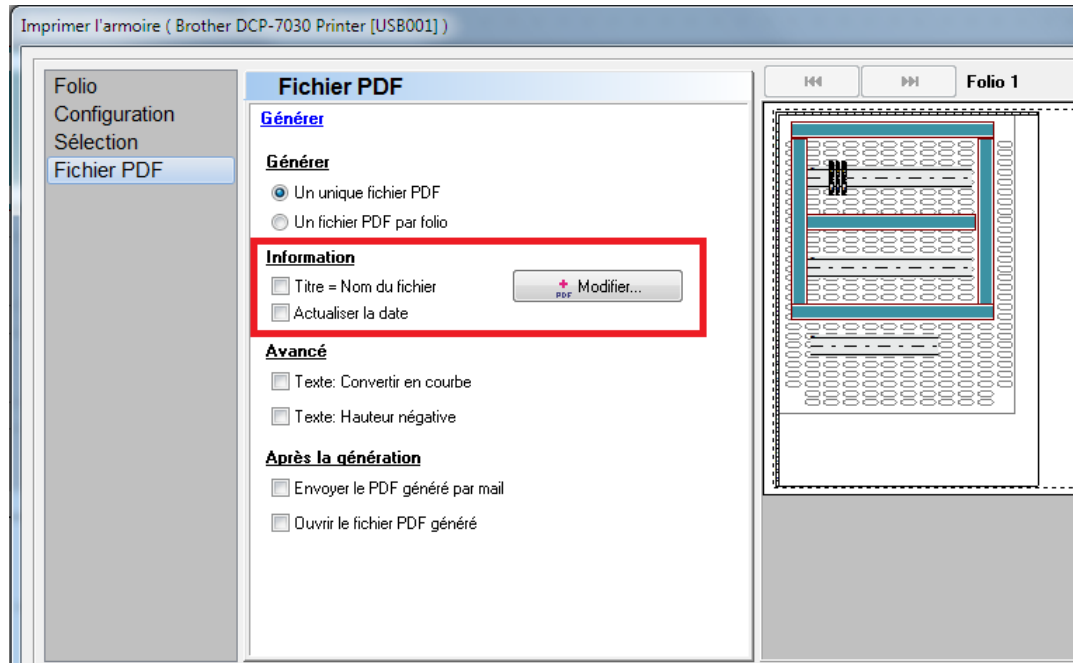 Imprimer l'armoire ( Brother DCP-7030 Printer [USB001] )
Folio
Configuration
Sélection
Fichier PDF
Fichier PDF
Générer
Générer
Un unique fichier PDF
Un fichier PDF par folio
Information
Titre = Nom du fichier
PDF Modifier...
Actualiser la date
Avancé
Texte: Convertir en courbe
Texte: Hauteur négative
Après la génération
Envoyer le PDF généré par mail
Ouvrir le fichier PDF généré
Folio 1